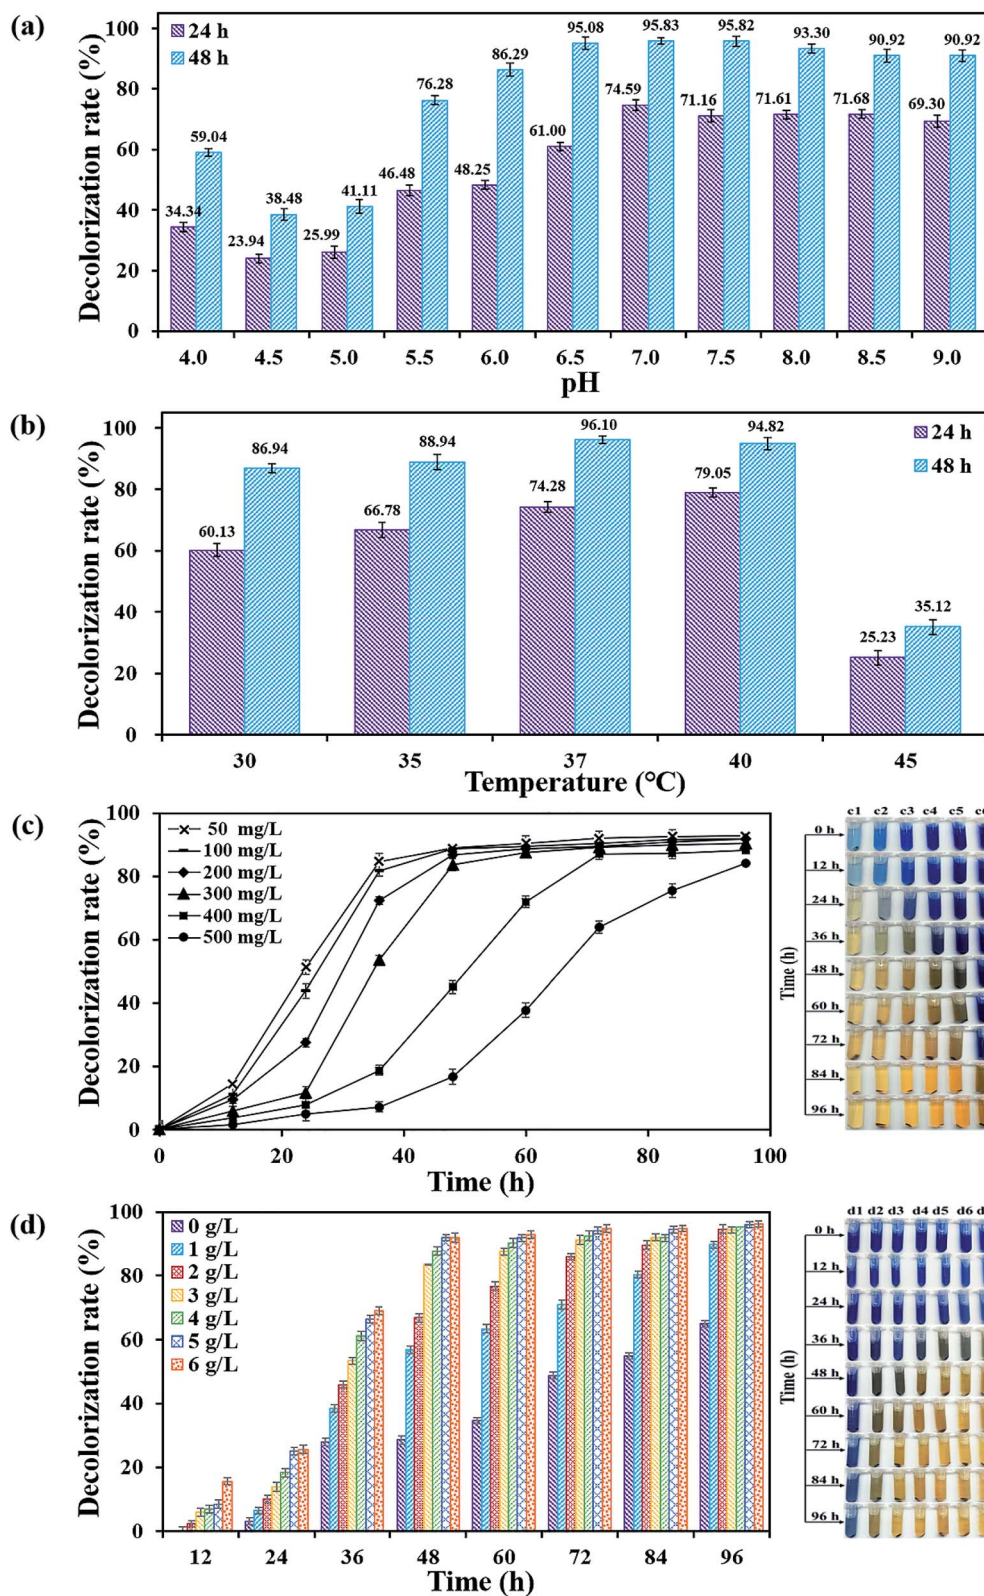 (a)
24 h
48 h
Decolorization rate (%)
100
80
60
40
20
0
59.04
34.34
38.48
23.94
41.11
25.99
76.28
46.48
86.29
48.25
95.08
61.00
95.83
74.59
95.82
71.16
93.30
71.61
90.92
71.68
90.92
69.30
4.0 4.5 5.0 5.5 6.0 6.5 7.0 7.5 8.0 8.5 9.0
pH
(b)
24 h
48 h
Decolorization rate (%)
100
80
60
40
20
0
86.94
60.13
88.94
66.78
96.10
74.28
94.82
79.05
35.12
25.23
30 35 37 40 45
Temperature (°C)
(c)
50 mg/L
100 mg/L
200 mg/L
300 mg/L
400 mg/L
500 mg/L
Decolorization rate (%)
100
80
60
40
20
0
0 20 40 60 80 100
Time (h)
c1 c2 c3 c4 c5
Time (h)
0 h
12 h
24 h
36 h
48 h
60 h
72 h
84 h
96 h
(d)
0 g/L
1 g/L
2 g/L
3 g/L
4 g/L
5 g/L
6 g/L
Decolorization rate (%)
100
80
60
40
20
0
12 24 36 48 60 72 84 96
Time (h)
d1 d2 d3 d4 d5 d6
Time (h)
0 h
12 h
24 h
36 h
48 h
60 h
72 h
84 h
96 h